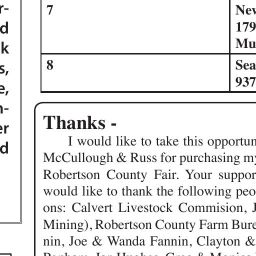 r-
d
k
s,
e,
n-
er
d
7
New
179
Mu
8
Sea
937
Thanks -
I would like to take this opportun
McCullough & Russ for purchasing my
Robertson County Fair. Your suppor
would like to thank the following peo
ons: Calvert Livestock Commision, J
Mining), Robertson County Farm Bure
nin, Joe & Wanda Fannin, Clayton &